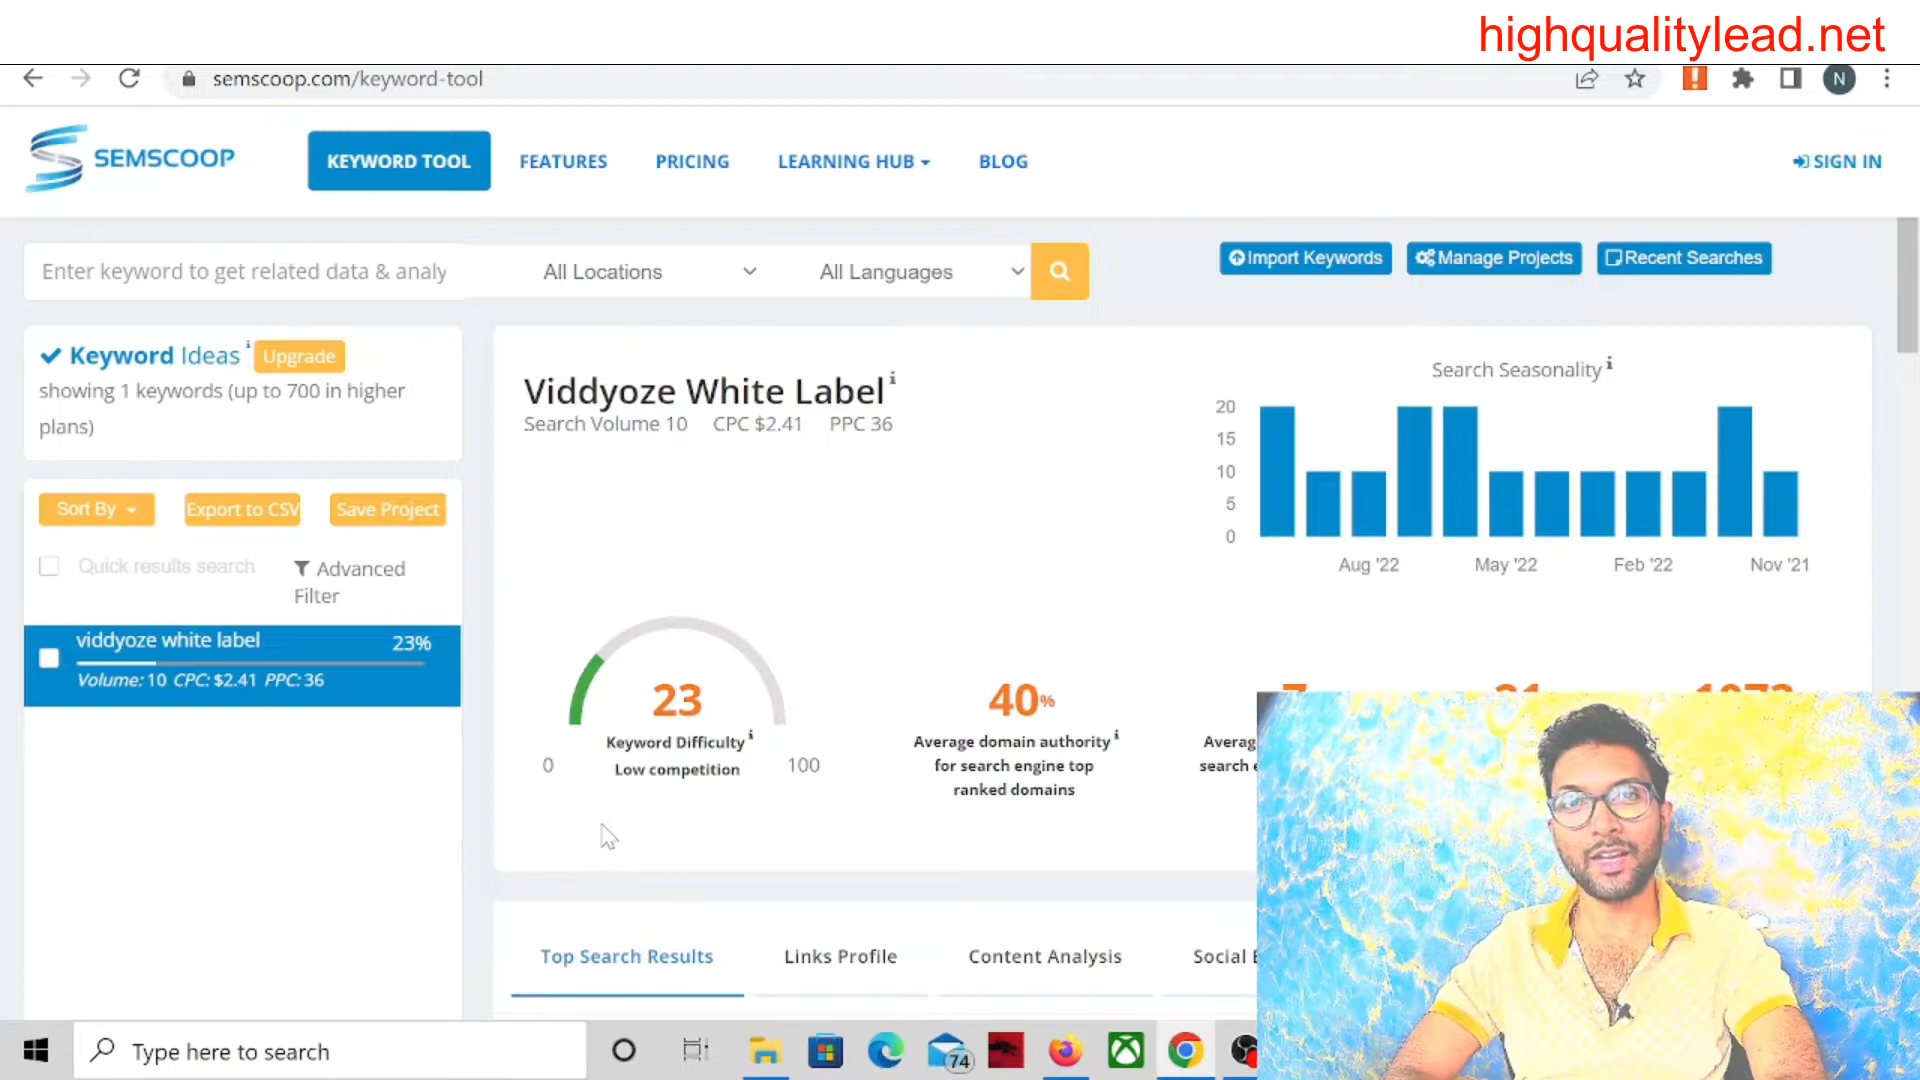 highqualitylead.net
semscoop.com/keyword-tool
N
SEMSCOOP
KEYWORD TOOL
FEATURES
PRICING
LEARNING HUB
BLOG
SIGN IN
Enter keyword to get related data & analy
All Locations
All Languages
Import Keywords
Manage Projects
Recent Searches
Keyword Ideas i Upgrade
showing 1 keywords (up to 700 in higher
plans)
Sort By
Export to CSV
Save Project
Quick results search
Advanced
Filter
viddyoze white label 23%
Volume: 10 CPC: $2.41 PPC: 36
Viddyoze White Label i
Search Volume 10 CPC $2.41 PPC 36
Search Seasonality i
20
15
10
5
0
Aug '22 May '22 Feb '22 Nov '21
23
Keyword Difficulty i
Low competition
0 100
40%
Average domain authority i
for search engine top
ranked domains
Averag
search e
Top Search Results
Links Profile
Content Analysis
Social
Type here to search
74